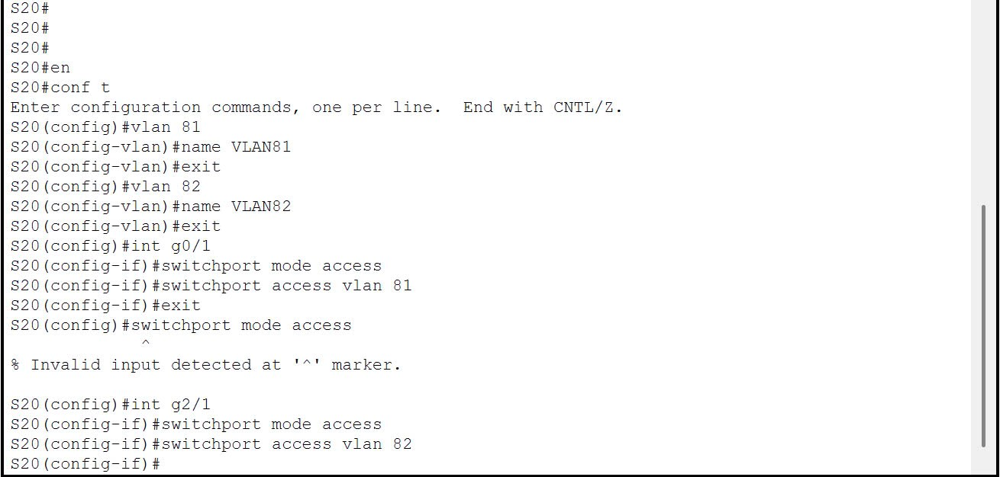 S20#
S20#
S20#
S20#en
S20#conf t
Enter configuration commands, one per line.  End with CNTL/Z.
S20(config)#vlan 81
S20(config-vlan)#name VLAN81
S20(config-vlan)#exit
S20(config)#vlan 82
S20(config-vlan)#name VLAN82
S20(config-vlan)#exit
S20(config)#int g0/1
S20(config-if)#switchport mode access
S20(config-if)#switchport access vlan 81
S20(config-if)#exit
S20(config)#switchport mode access
             ^
% Invalid input detected at '^' marker.

S20(config)#int g2/1
S20(config-if)#switchport mode access
S20(config-if)#switchport access vlan 82
S20(config-if)#